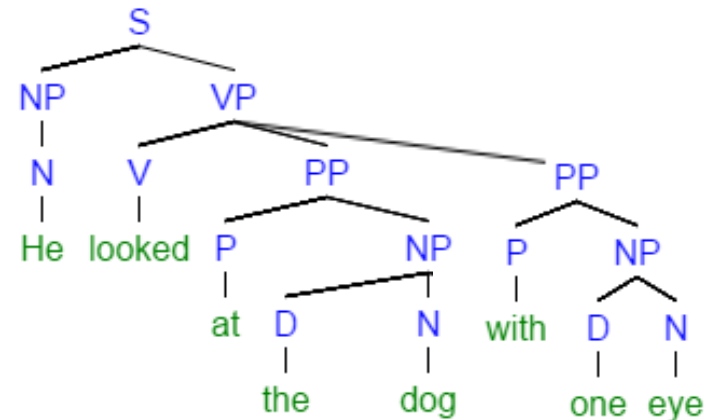 S
NP VP
N V PP PP
He looked P NP P NP
at D N with D N
the dog one eye